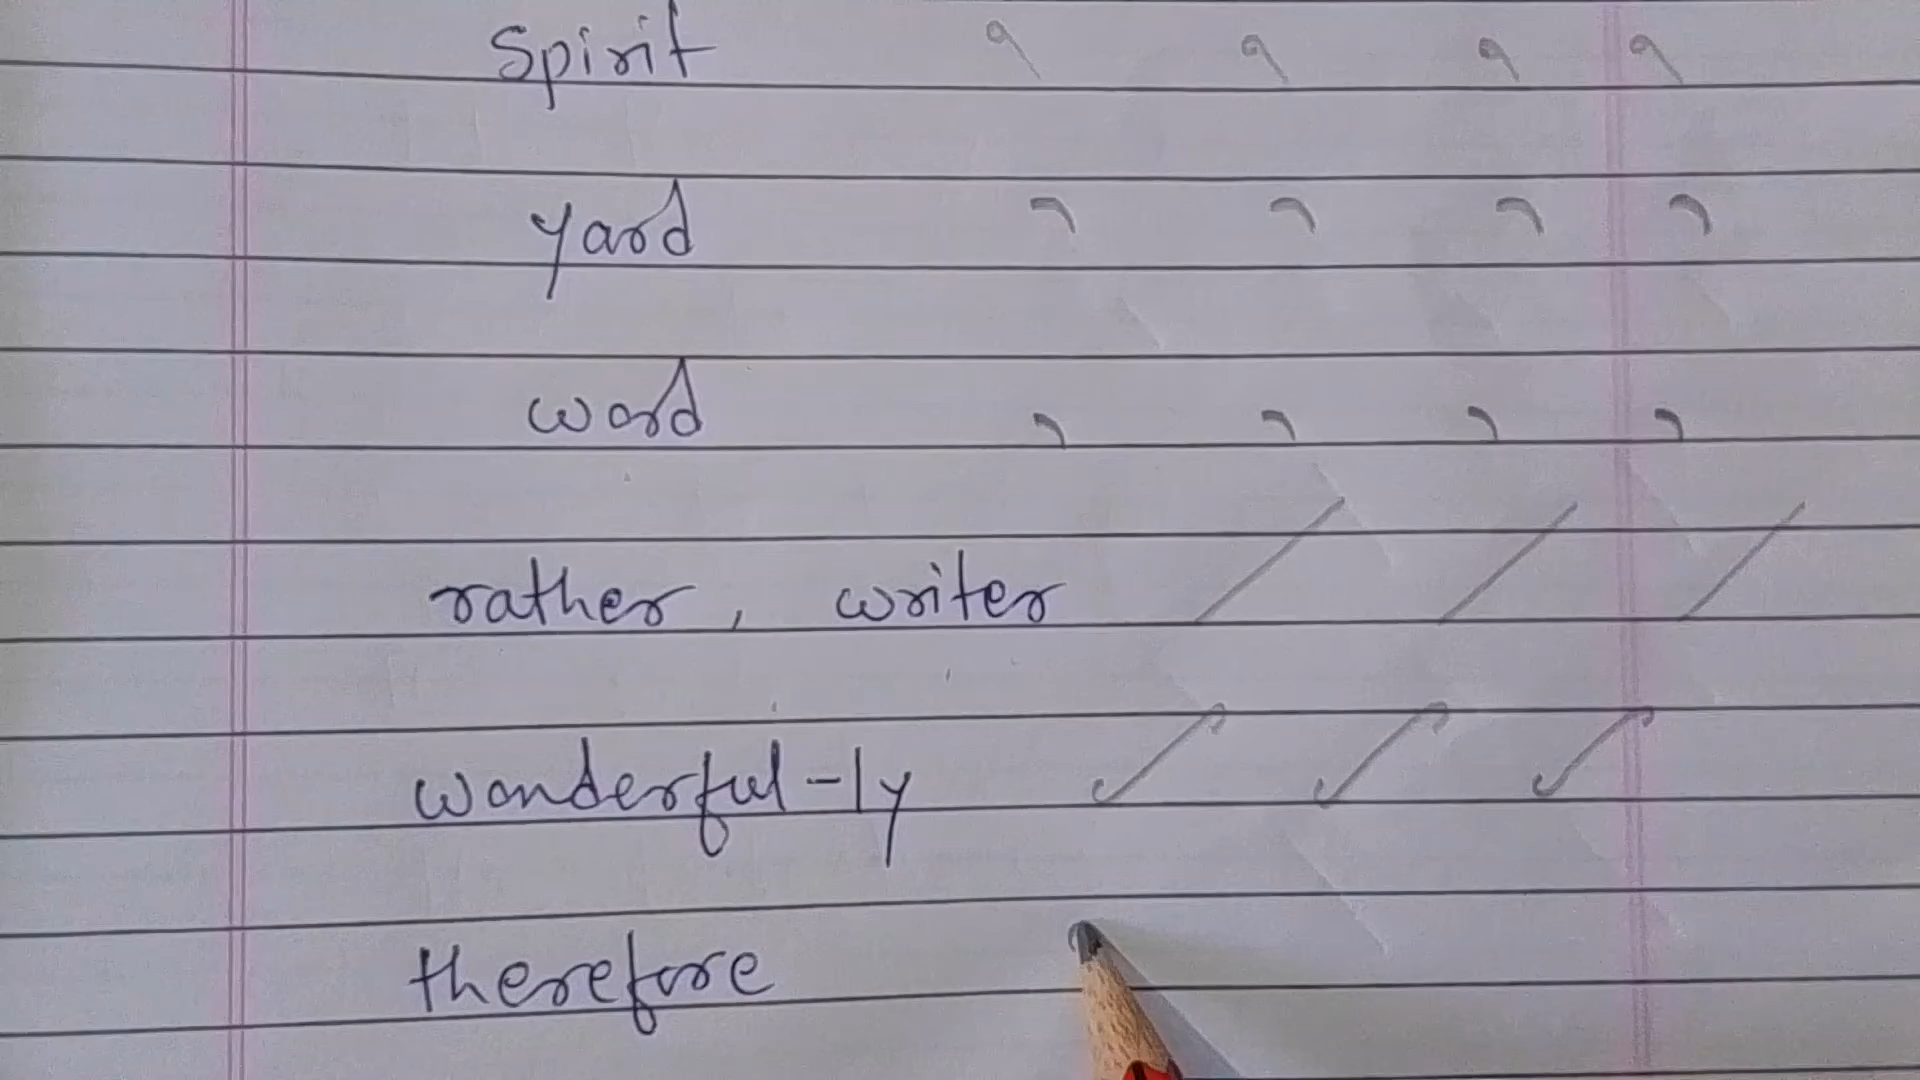 Spirit
yard
word
rather, writer
wonderful-ly
therefore